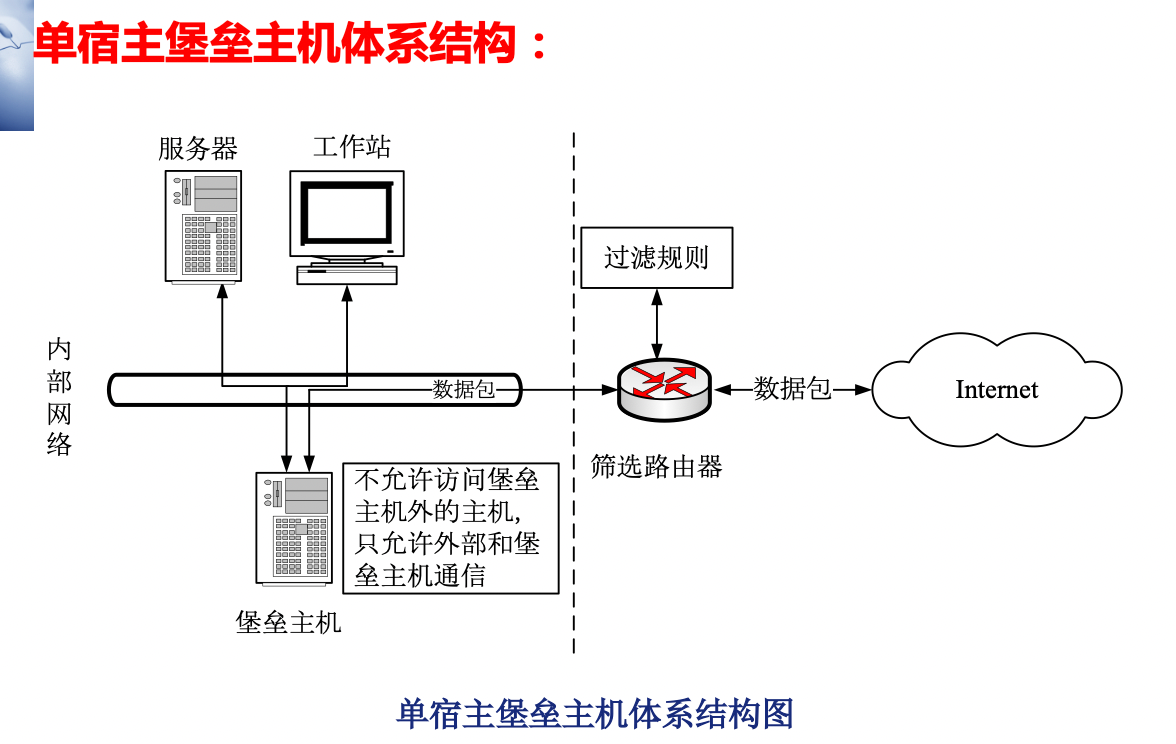 单宿主堡垒主机体系结构：
服务器
工作站
过滤规则
内
部
网
络
数据包
数据包
Internet
筛选路由器
不允许访问堡垒
主机外的主机,
只允许外部和堡
垒主机通信
堡垒主机
单宿主堡垒主机体系结构图